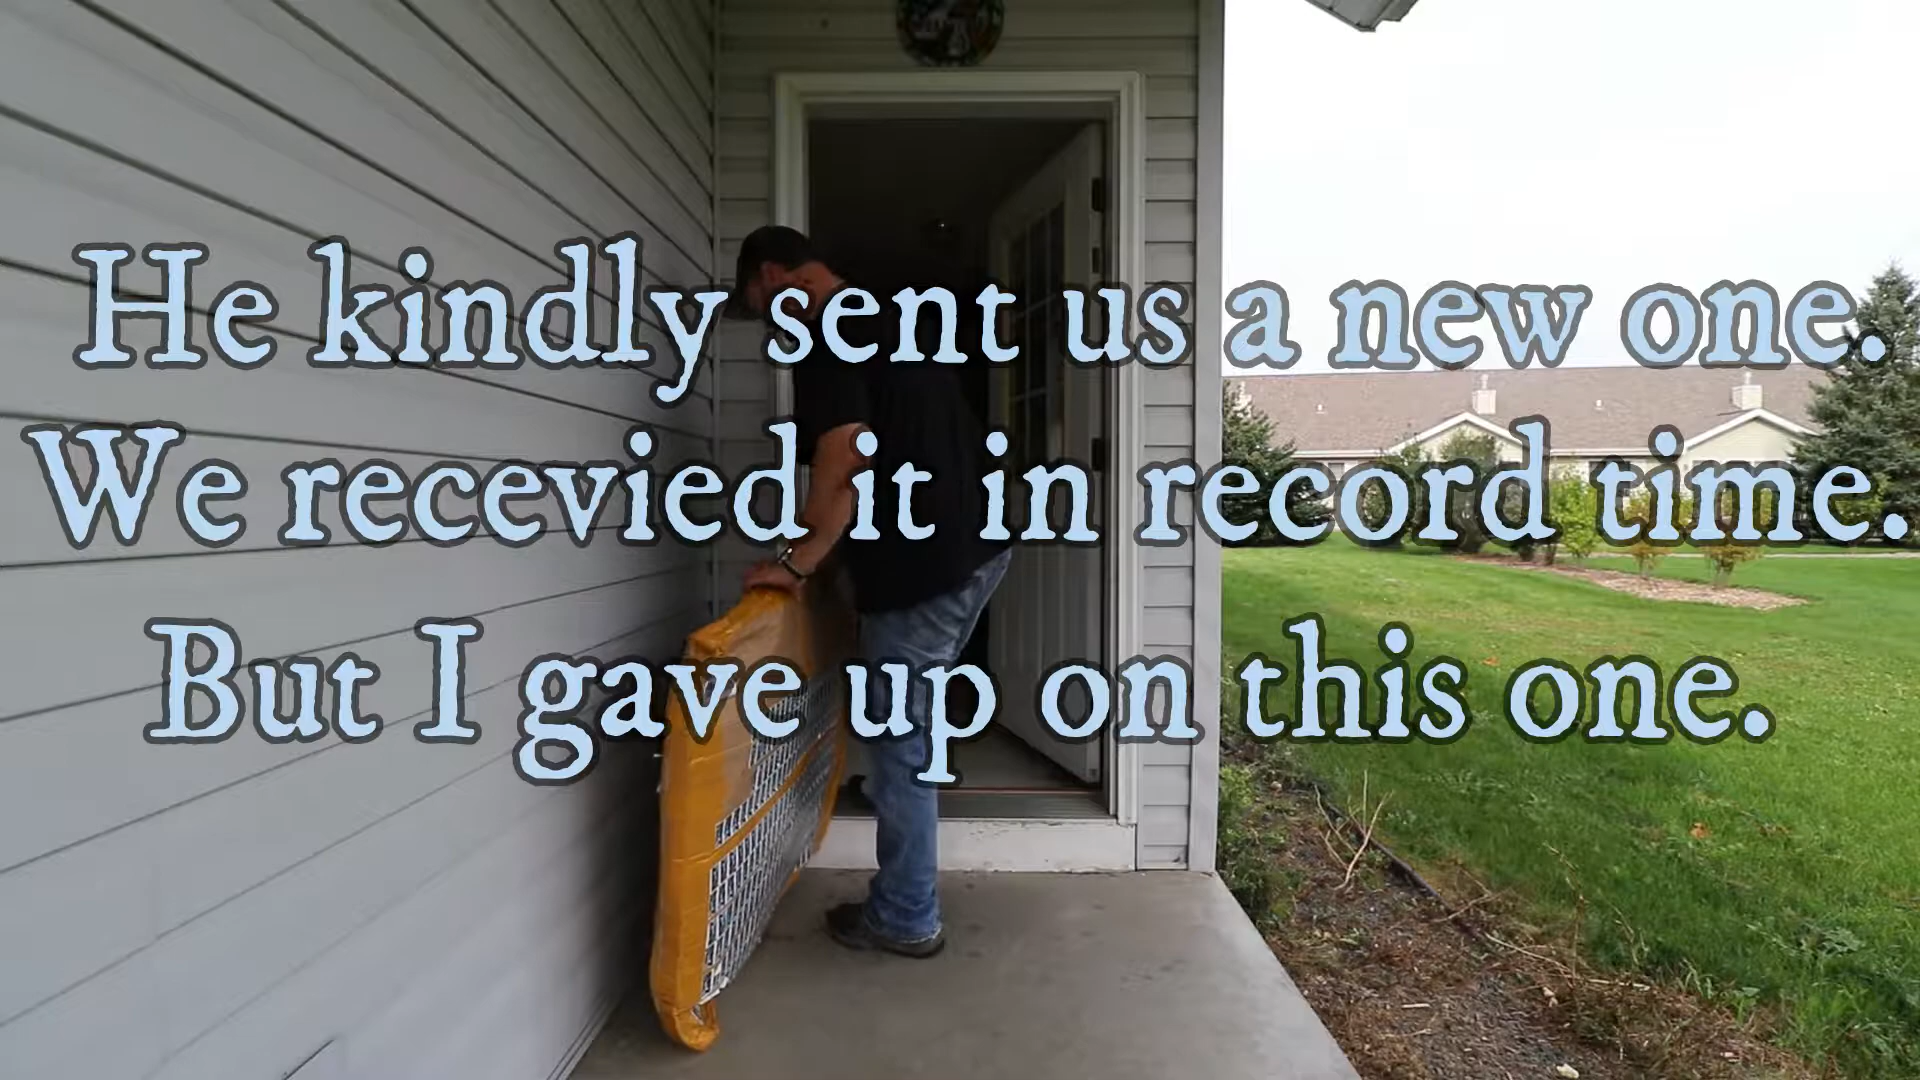 He kindly sent us a new one.
We recevied it in record time.
But I gave up on this one.